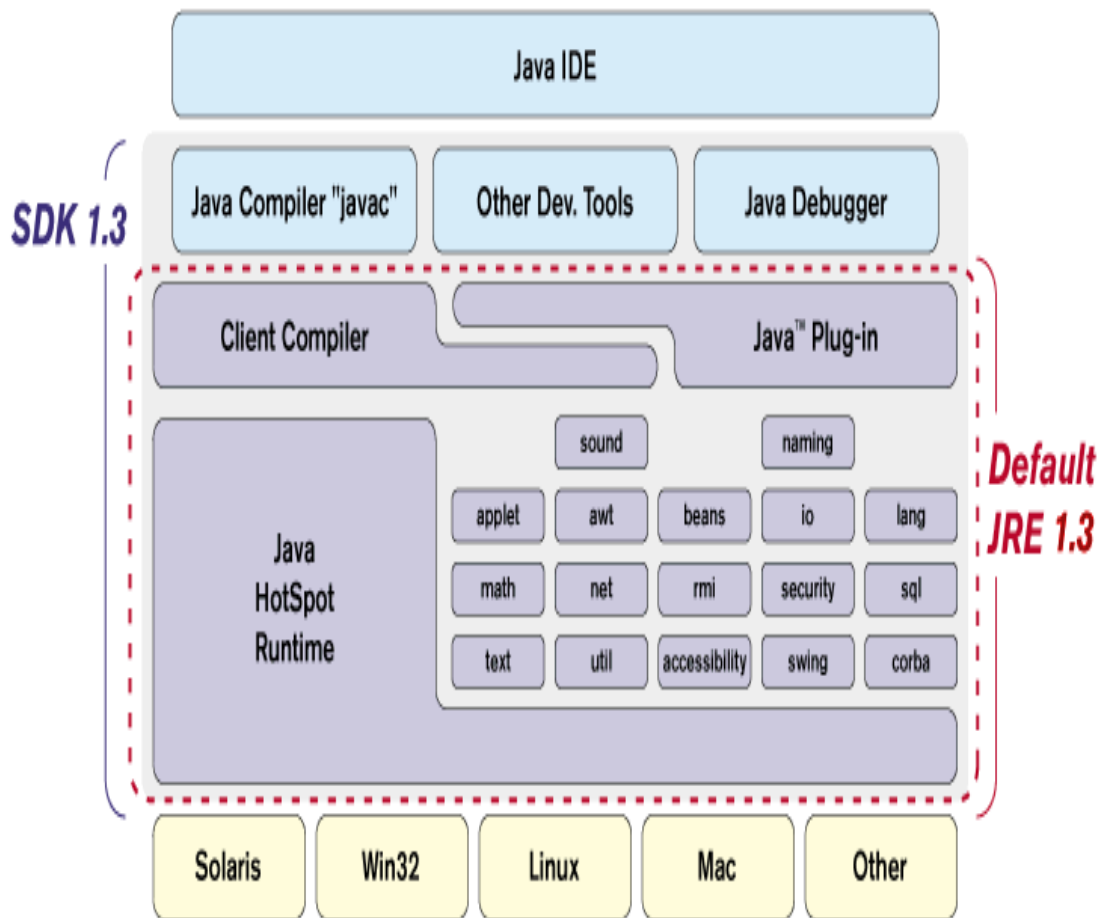 Java IDE
SDK 1.3
Java Compiler "javac"
Other Dev. Tools
Java Debugger
Client Compiler
Java™ Plug-in
Default
JRE 1.3
Java
HotSpot
Runtime
sound
naming
applet
awt
beans
io
lang
math
net
rmi
security
sql
text
util
accessibility
swing
corba
Solaris
Win32
Linux
Mac
Other